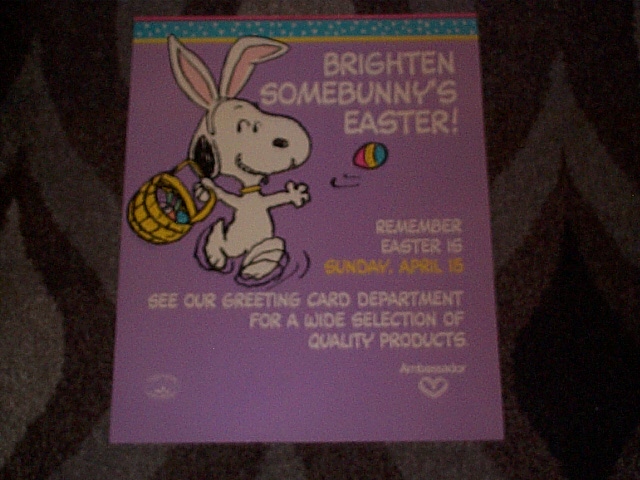 BRIGHTEN
SOMEBUNNY'S
EASTER!
REMEMBER
EASTER IS
SUNDAY, APRIL 15
SEE OUR GREETING CARD DEPARTMENT
FOR A WIDE SELECTION OF
QUALITY PRODUCTS.
Ambassador